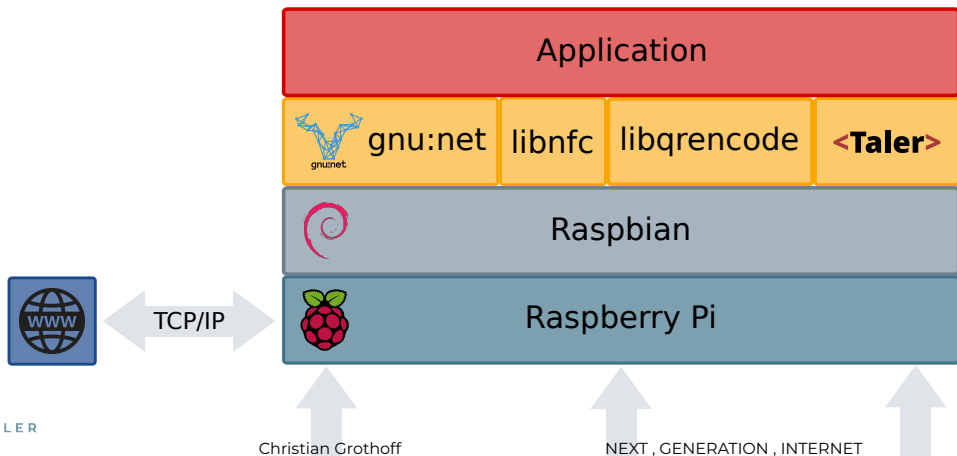 Application
gnu:net
gnu:net libnfc libqrencode <Taler>
Raspbian
WWW
TCP/IP
Raspberry Pi
LER
Christian Grothoff
NEXT , GENERATION , INTERNET